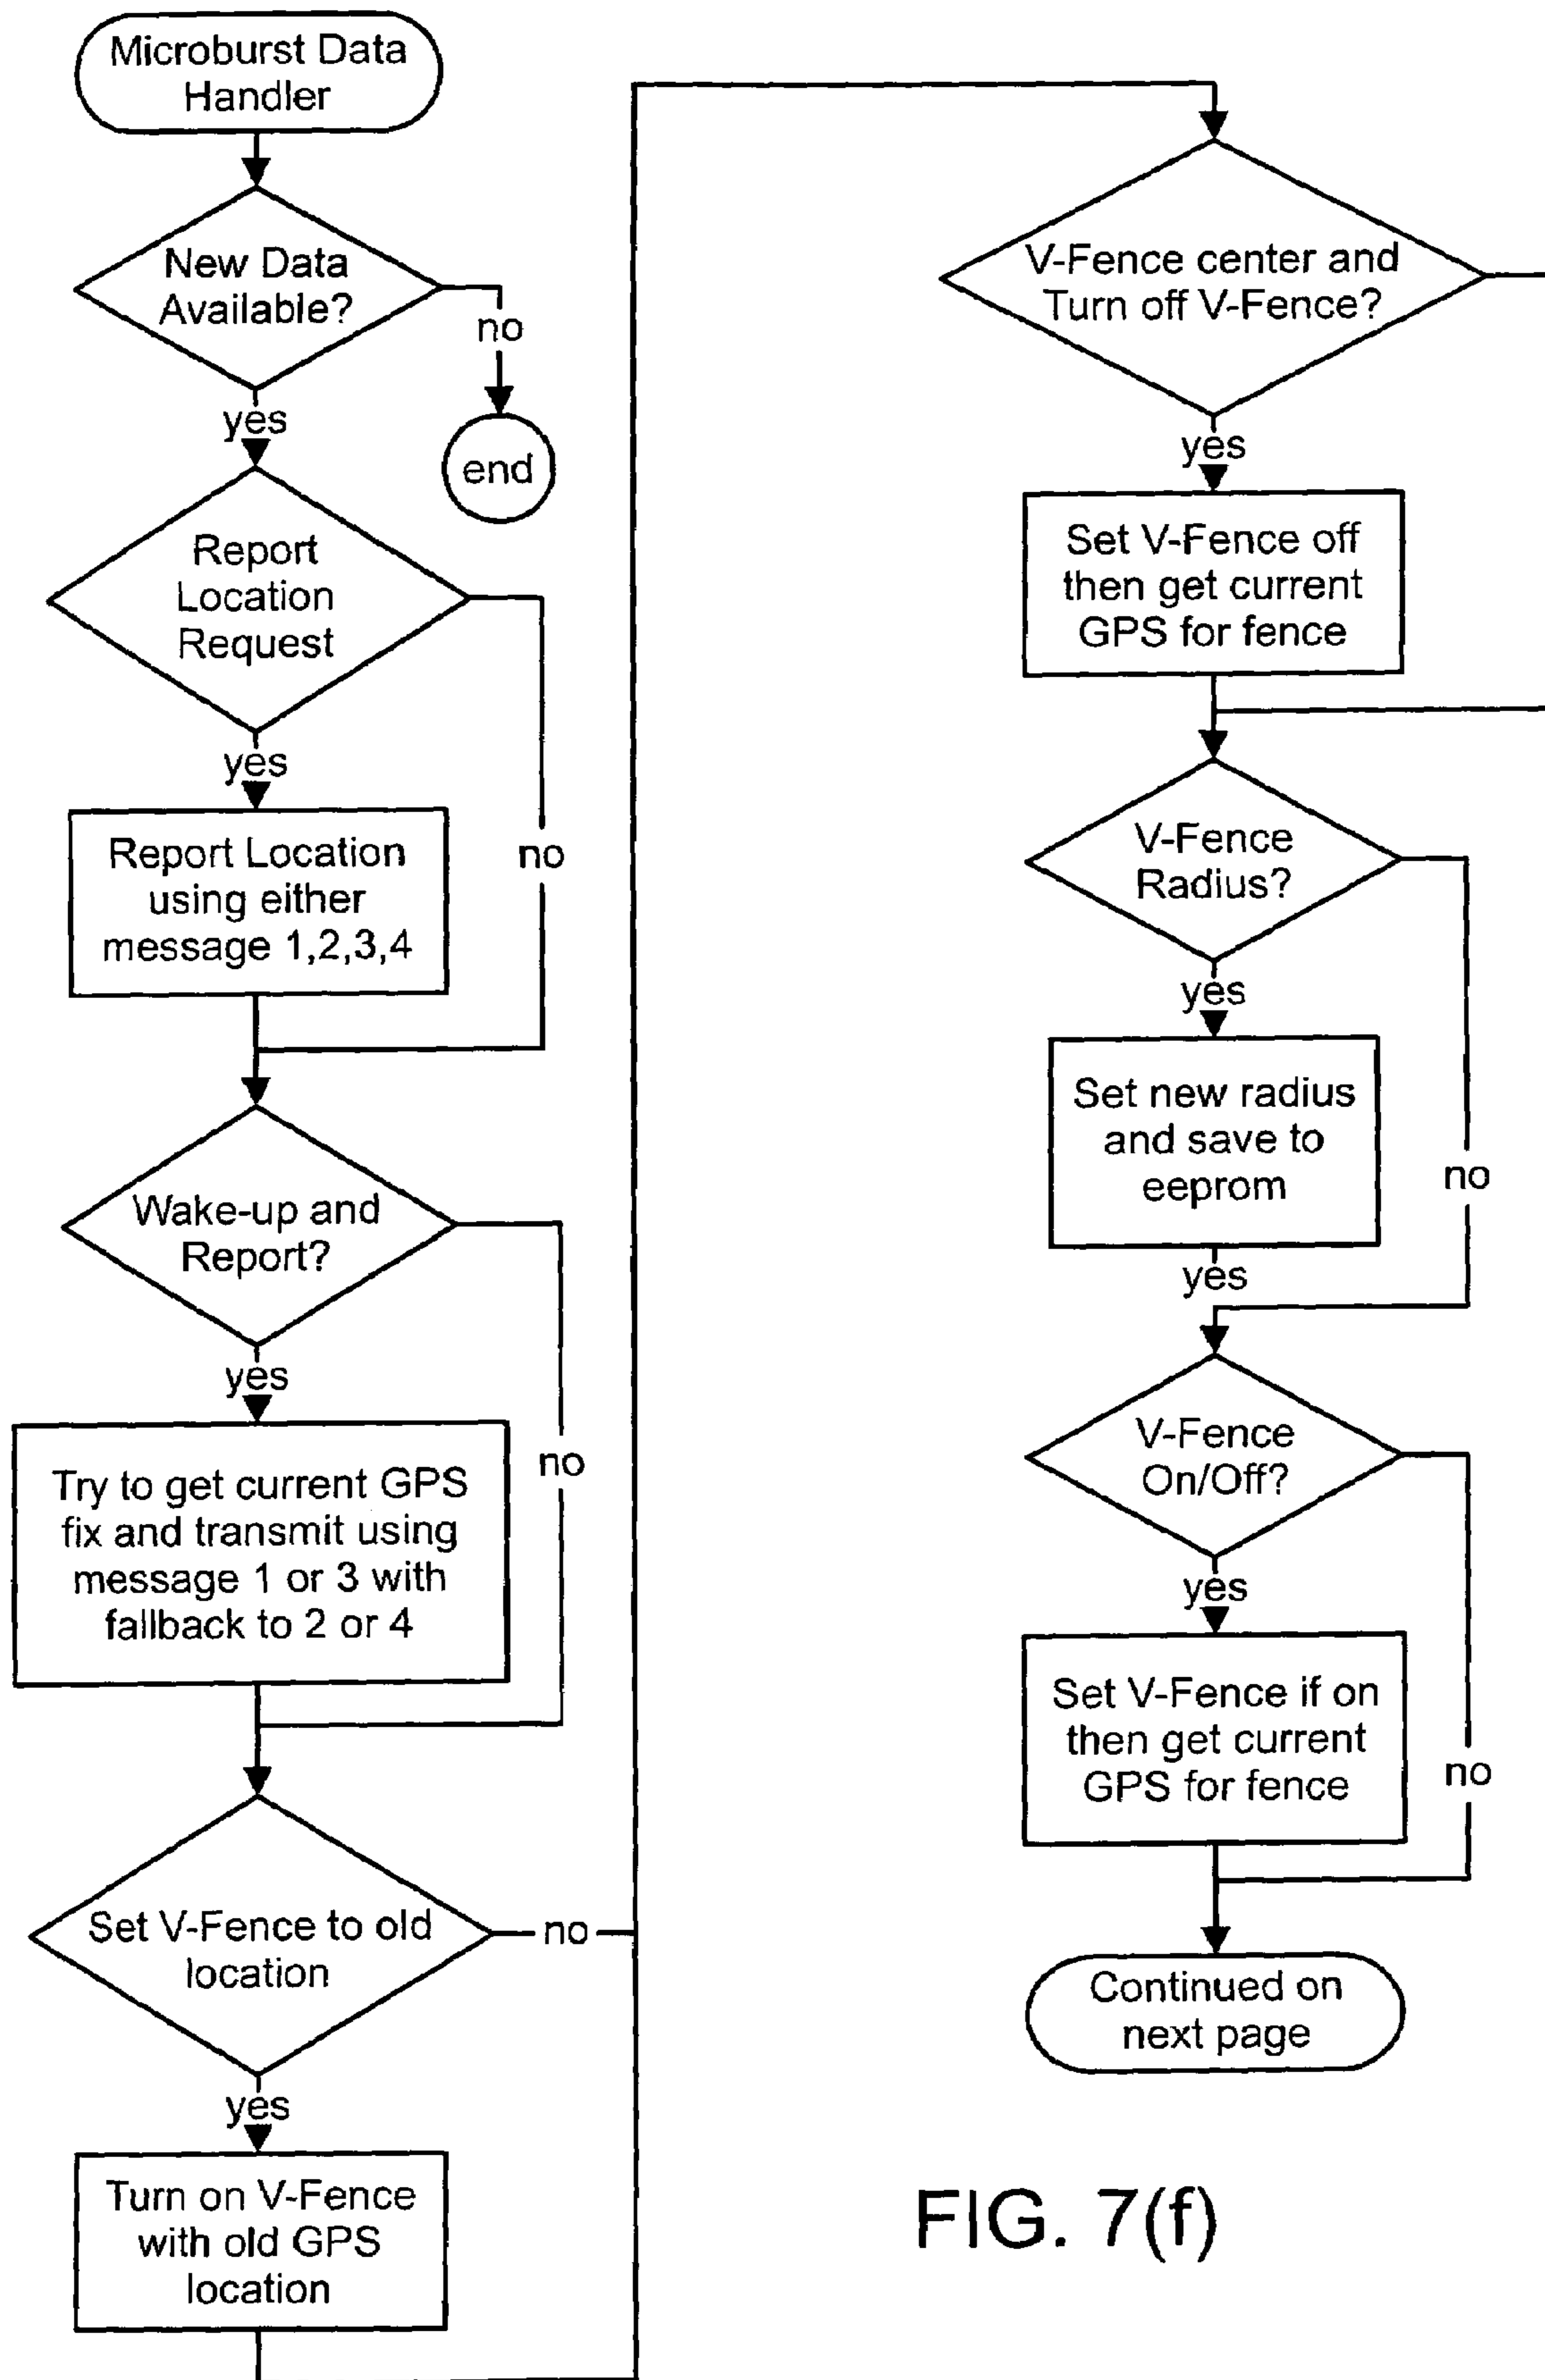 Microburst Data
Handler
New Data
Available?
no
end
yes
Report
Location
Request
yes
no
Report Location
using either
message 1,2,3,4
Wake-up and
Report?
yes
no
Try to get current GPS
fix and transmit using
message 1 or 3 with
fallback to 2 or 4
Set V-Fence to old
location
no
yes
Turn on V-Fence
with old GPS
location
V-Fence center and
Turn off V-Fence?
yes
Set V-Fence off
then get current
GPS for fence
V-Fence
Radius?
yes
Set new radius
and save to
eeprom
no
yes
V-Fence
On/Off?
yes
Set V-Fence if on
then get current
GPS for fence
no
Continued on
next page
FIG. 7(f)